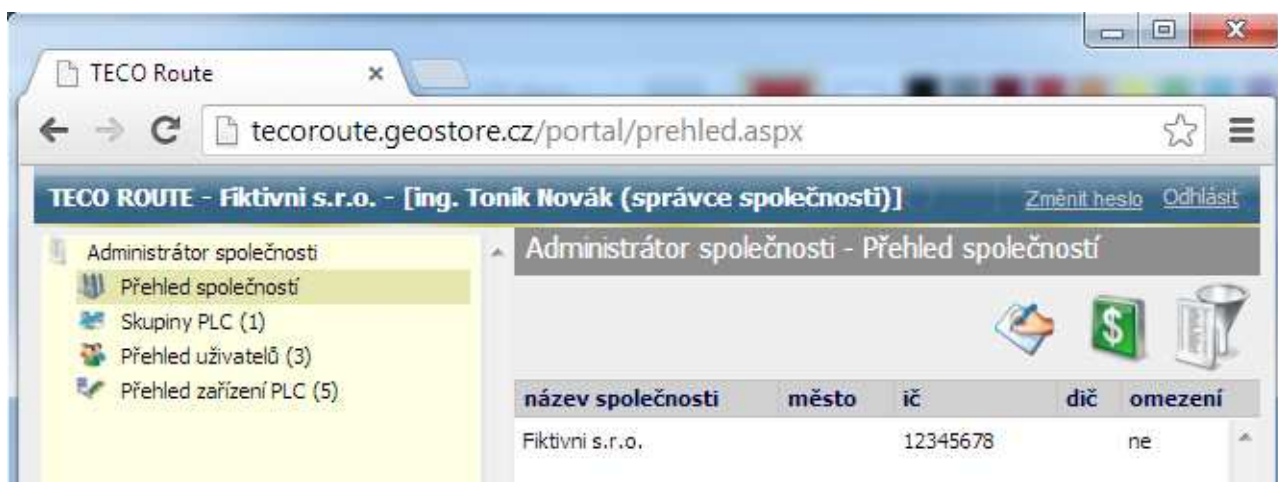 TECO Route
tecoroute.geostore.cz/portal/prehled.aspx
TECO ROUTE - Fiktivni s.r.o. - [ing. Toník Novák (správce společnosti)]
Změnit heslo Odhlásit
Administrátor společnosti
Přehled společností
Skupiny PLC (1)
Přehled uživatelů (3)
Přehled zařízení PLC (5)
Administrátor společnosti - Přehled společností
název společnosti město ič dič omezení
Fiktivni s.r.o. 12345678 ne